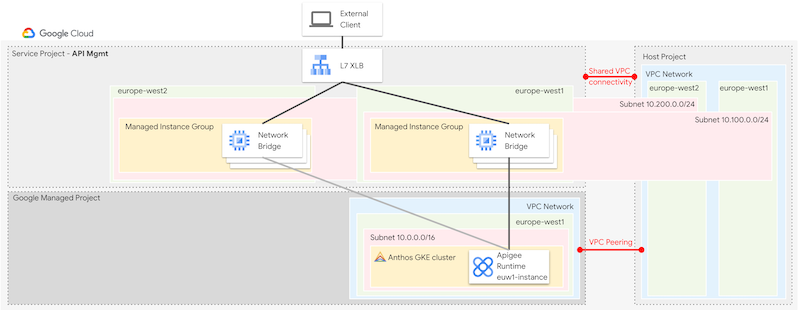 External
Client
Google Cloud
Service Project - API Mgmt
L7 XLB
Shared VPC
connectivity
Host Project
VPC Network
europe-west2
europe-west1
europe-west2
europe-west1
Subnet 10.200.0.0/24
Subnet 10.100.0.0/24
Managed Instance Group
Network
Bridge
Managed Instance Group
Network
Bridge
Google Managed Project
VPC Network
europe-west1
Subnet 10.0.0.0/16
Anthos GKE cluster
Apigee
Runtime
euw1-instance
VPC Peering